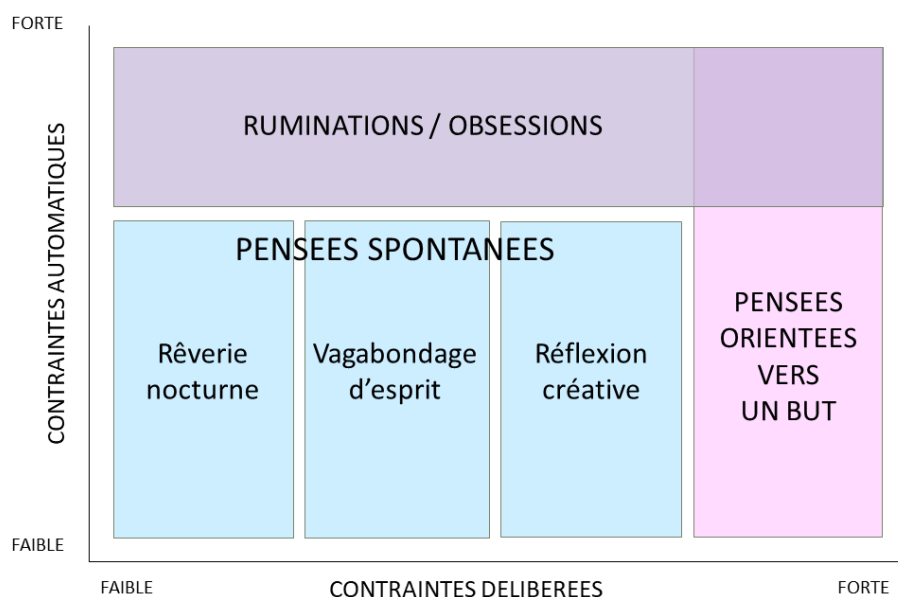 FORTE
CONTRAINTES AUTOMATIQUES
RUMINATIONS / OBSESSIONS
PENSEES SPONTANEES
Rêverie
nocturne
Vagabondage
d’esprit
Réflexion
créative
PENSEES
ORIENTEES
VERS
UN BUT
FAIBLE
FAIBLE
CONTRAINTES DELIBEREES
FORTE